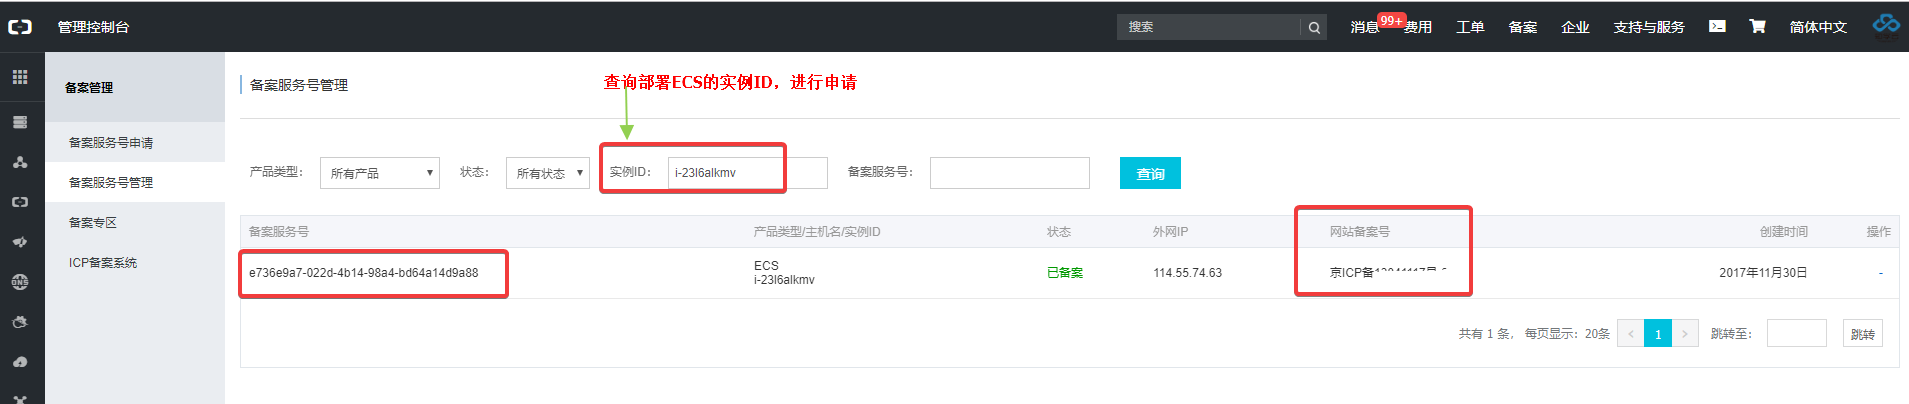 管理控制台
搜索
消息 99+ 费用 工单 备案 企业 支持与服务 简体中文
备案管理
备案服务号申请
备案服务号管理
备案专区
ICP备案系统
DNS
备案服务号管理
查询部署ECS的实例ID，进行申请
产品类型： 所有产品 状态： 所有状态 实例ID： i-23l6alkmv 备案服务号： 查询
备案服务号 产品类型/主机名/实例ID 状态 外网IP 网站备案号 创建时间 操作
e736e9a7-022d-4b14-98a4-bd64a14d9a88 ECS 已备案 114.55.74.63 京ICP备 2017年11月30日 -
i-23l6alkmv
共有 1 条， 每页显示：20条 < 1 > 跳转至： 跳转